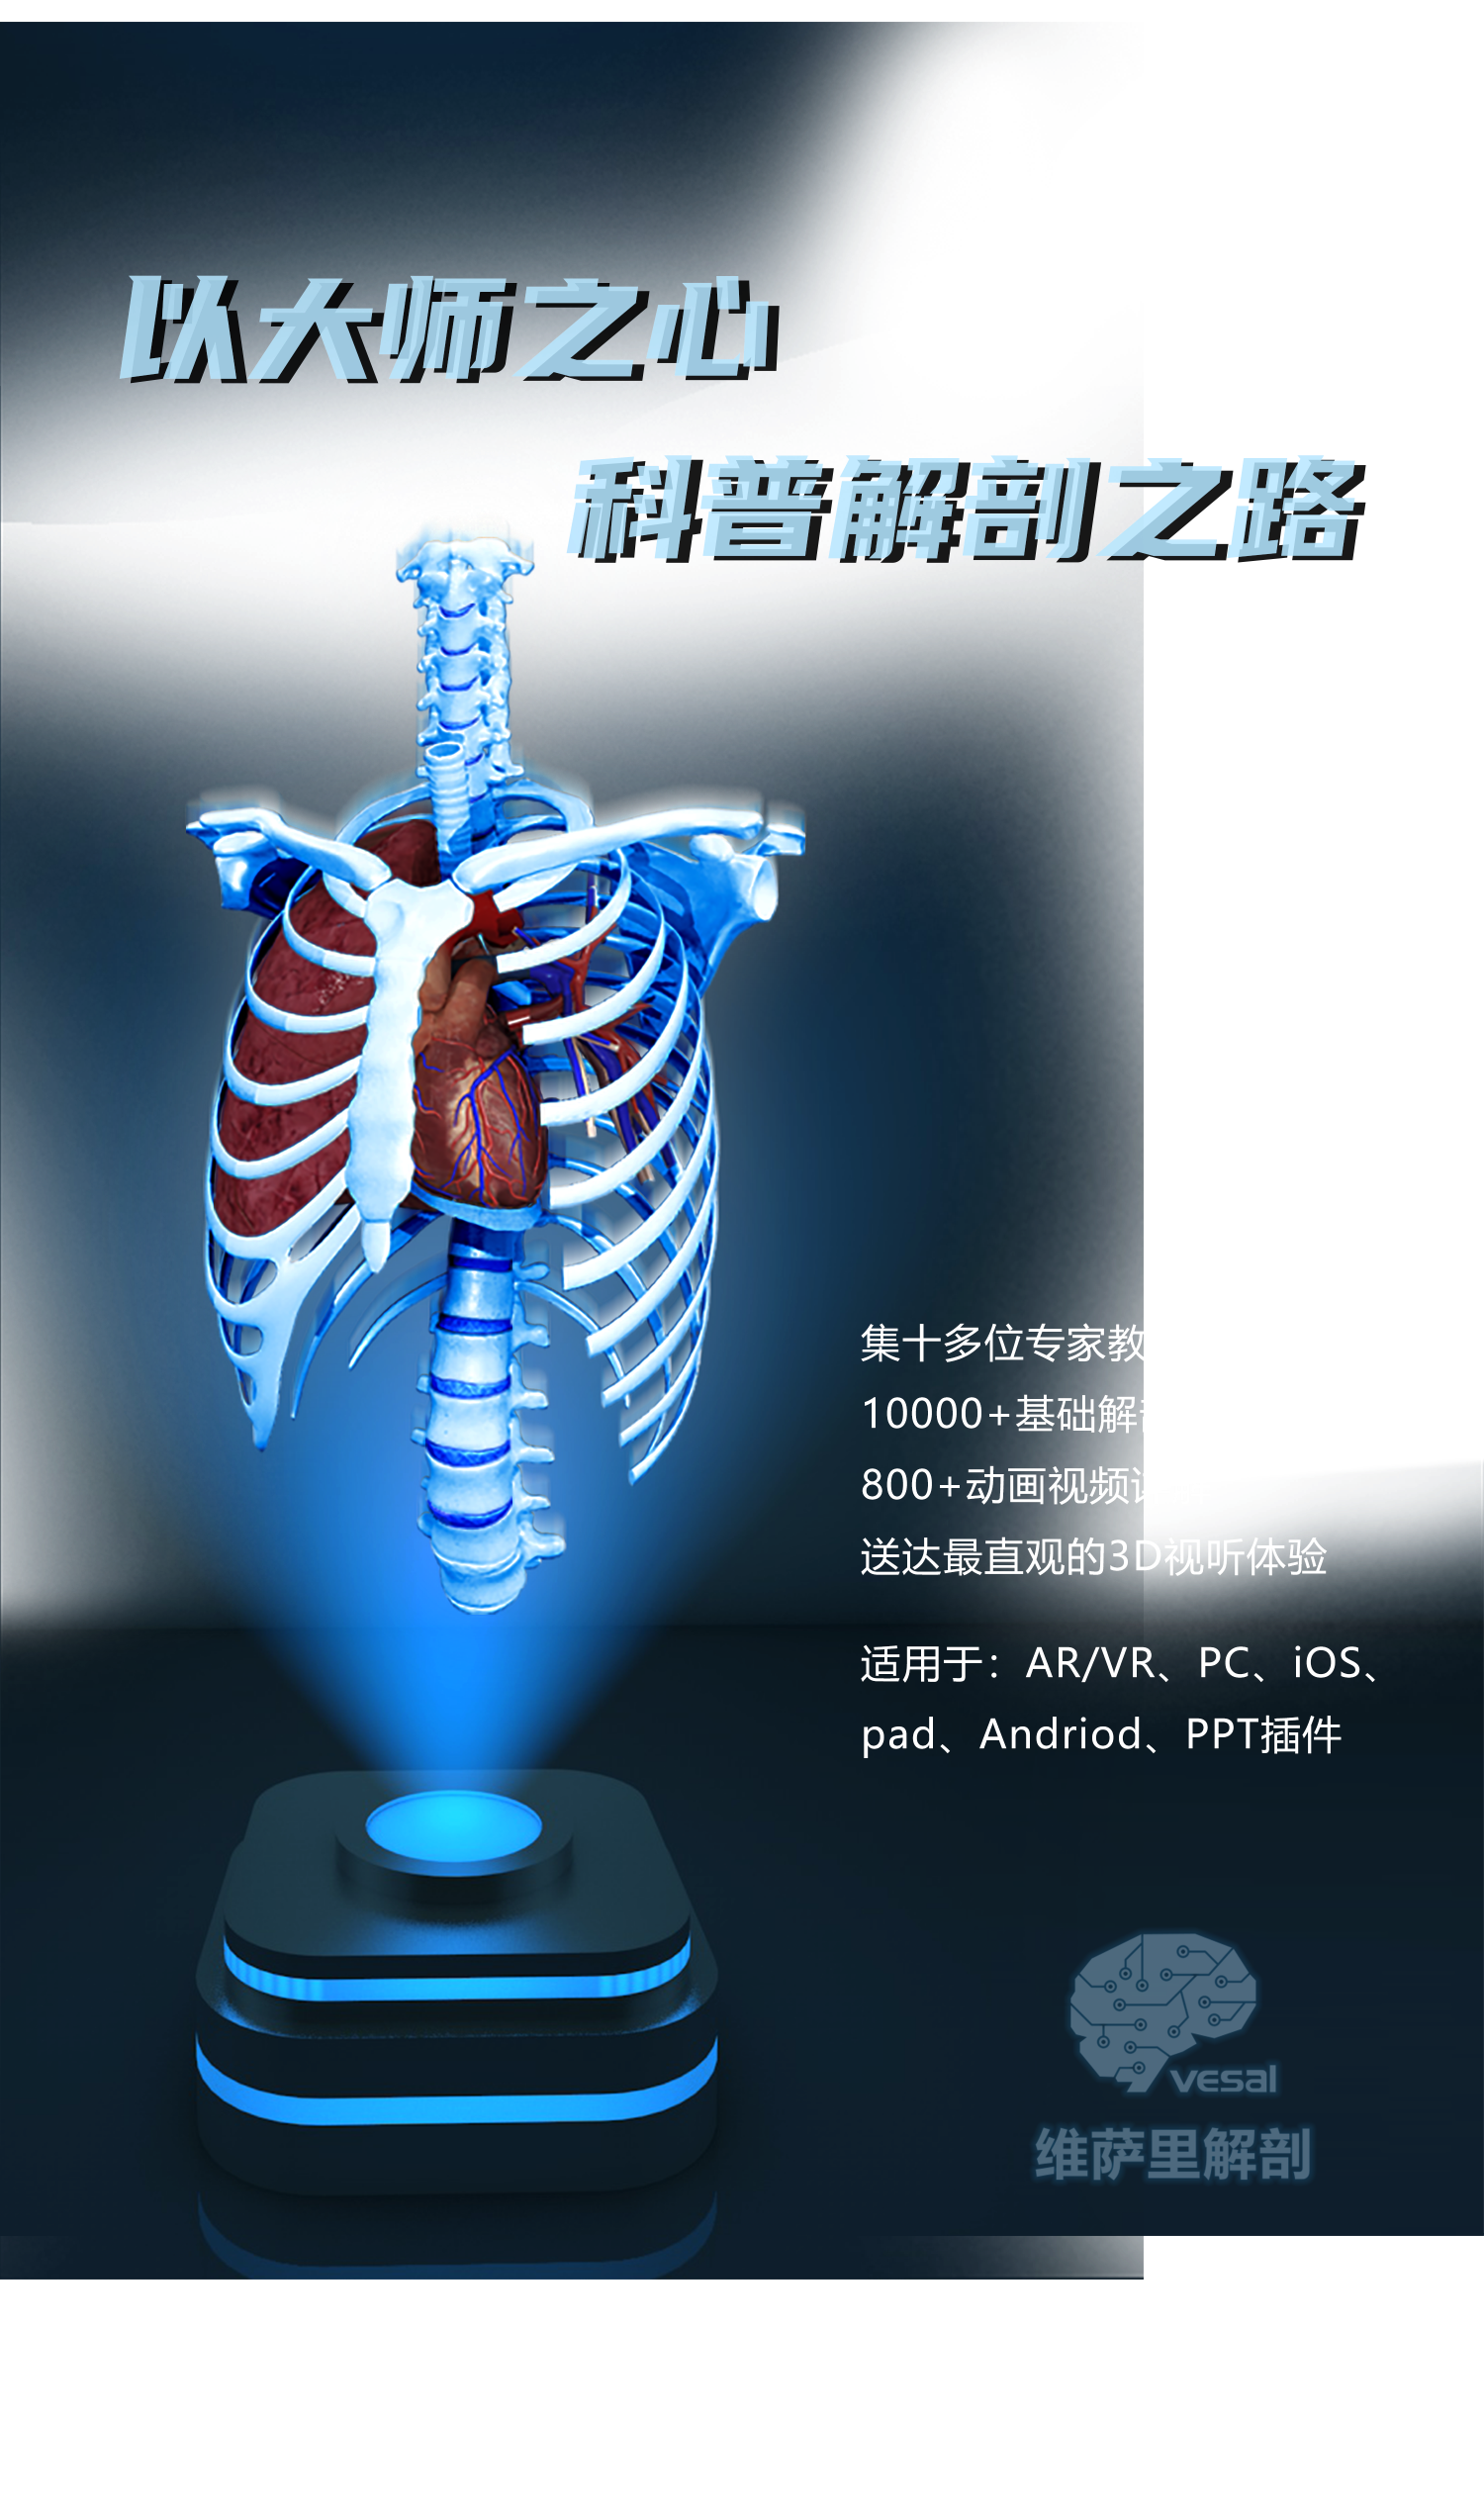 以大师之心
科普解剖之路
集十多位专家教
10000+基础解
800+动画视频
送达最直观的3D视听体验
适用于：AR/VR、PC、iOS、
pad、Andriod、PPT插件
vesal
维萨里解剖